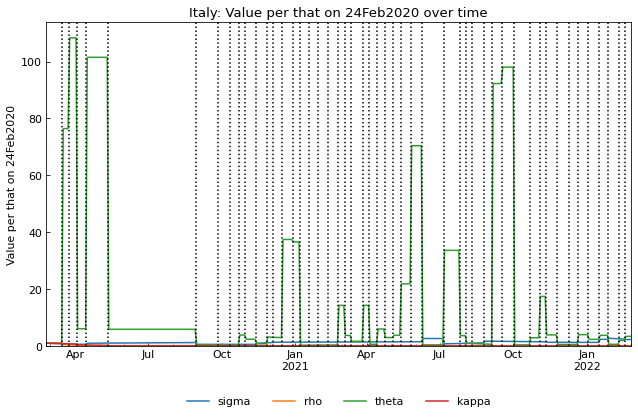 Italy: Value per that on 24Feb2020 over time
Value per that on 24Feb2020
100
80
60
40
20
0
Apr Jul Oct Jan Apr Jul Oct Jan
2021 2022
sigma rho theta kappa